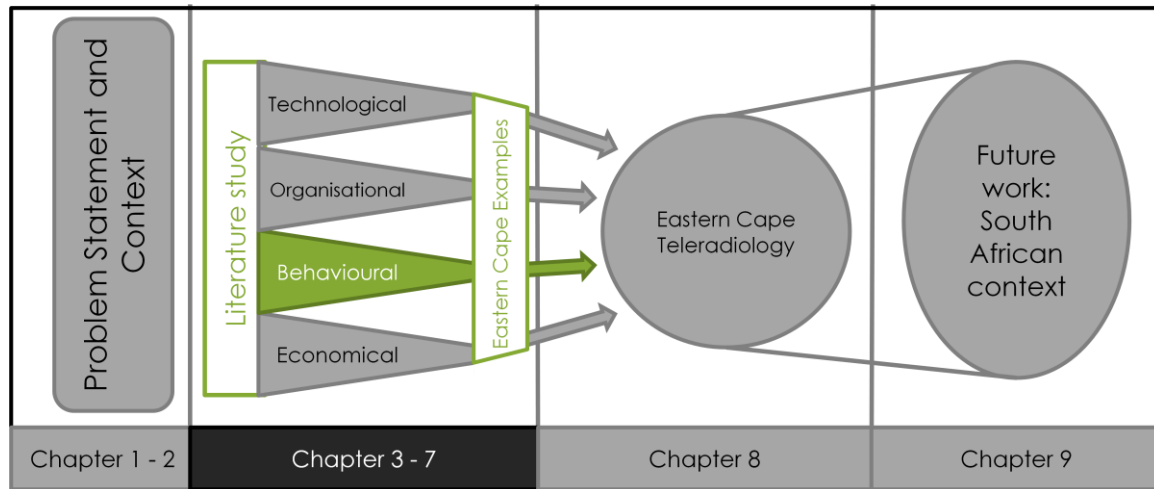 Problem Statement and
Context
Literature study
Technological
Organisational
Behavioural
Economical
Eastern Cape Examples
Eastern Cape
Teleradiology
Future
work:
South
African
context
Chapter 1 - 2
Chapter 3 - 7
Chapter 8
Chapter 9